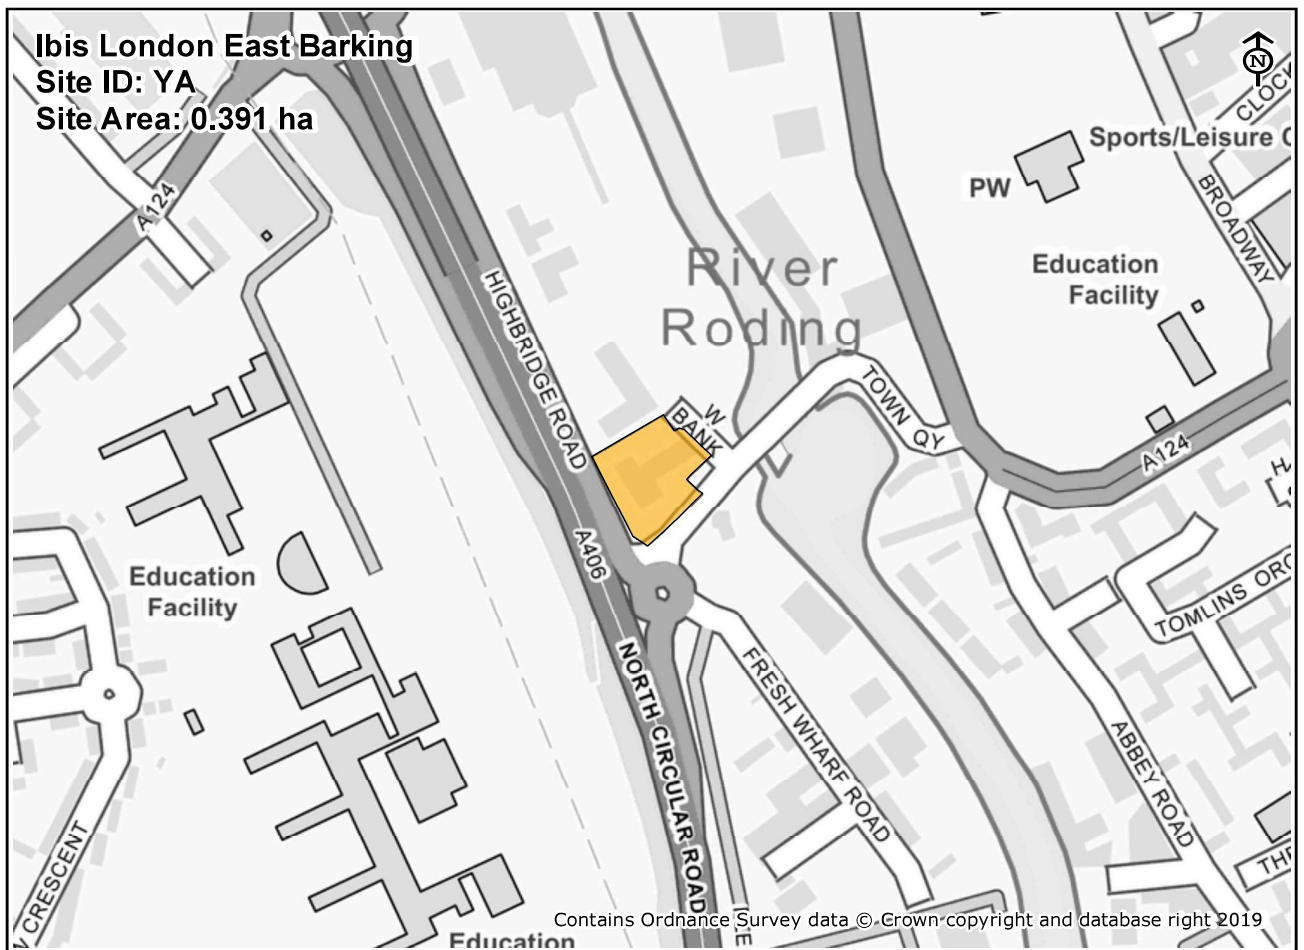 Ibis London East Barking
Site ID: YA
Site Area: 0.391 ha
N
Sports/Leisure
PW
BROADWAY
A124
Education
Facility
River
Roding
HIGHBRIDGE ROAD
TOWN QY
W
BANK
A124
A406
Education
Facility
TOMLINS
NORTH CIRCULAR ROAD
FRESH WHARF ROAD
ABBEY ROAD
CRESCENT
Education
Contains Ordnance Survey data © Crown copyright and database right 2019